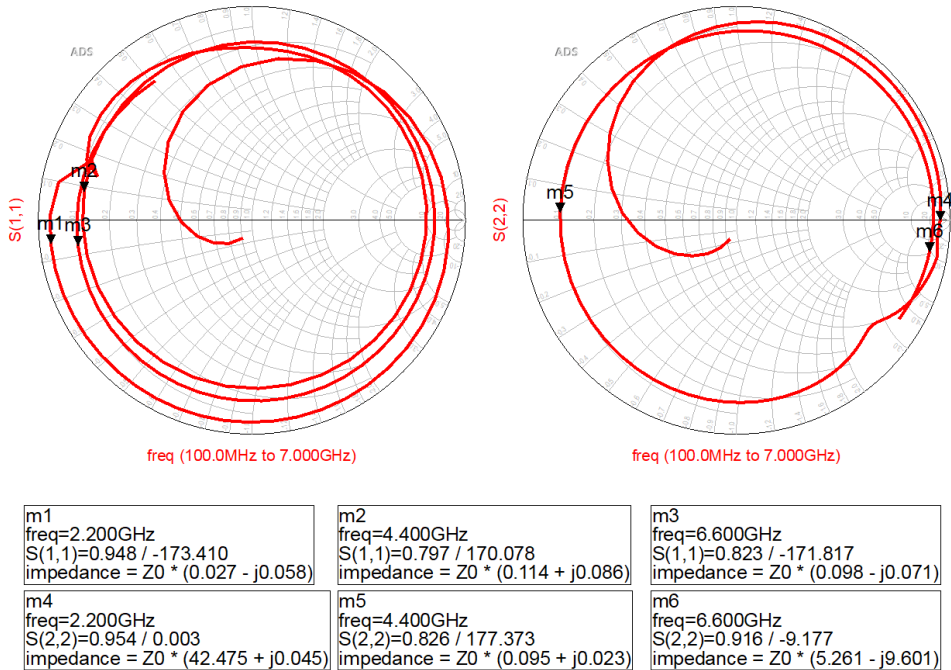 ADS
ADS
m2
m1
m3
S(1,1)
m5
m4
m6
S(2,2)
freq (100.0MHz to 7.000GHz)
freq (100.0MHz to 7.000GHz)
m1
freq=2.200GHz
S(1,1)=0.948 / -173.410
impedance = Z0 * (0.027 - j0.058)
m2
freq=4.400GHz
S(1,1)=0.797 / 170.078
impedance = Z0 * (0.114 + j0.086)
m3
freq=6.600GHz
S(1,1)=0.823 / -171.817
impedance = Z0 * (0.098 - j0.071)
m4
freq=2.200GHz
S(2,2)=0.954 / 0.003
impedance = Z0 * (42.475 + j0.045)
m5
freq=4.400GHz
S(2,2)=0.826 / 177.373
impedance = Z0 * (0.095 + j0.023)
m6
freq=6.600GHz
S(2,2)=0.916 / -9.177
impedance = Z0 * (5.261 - j9.601)